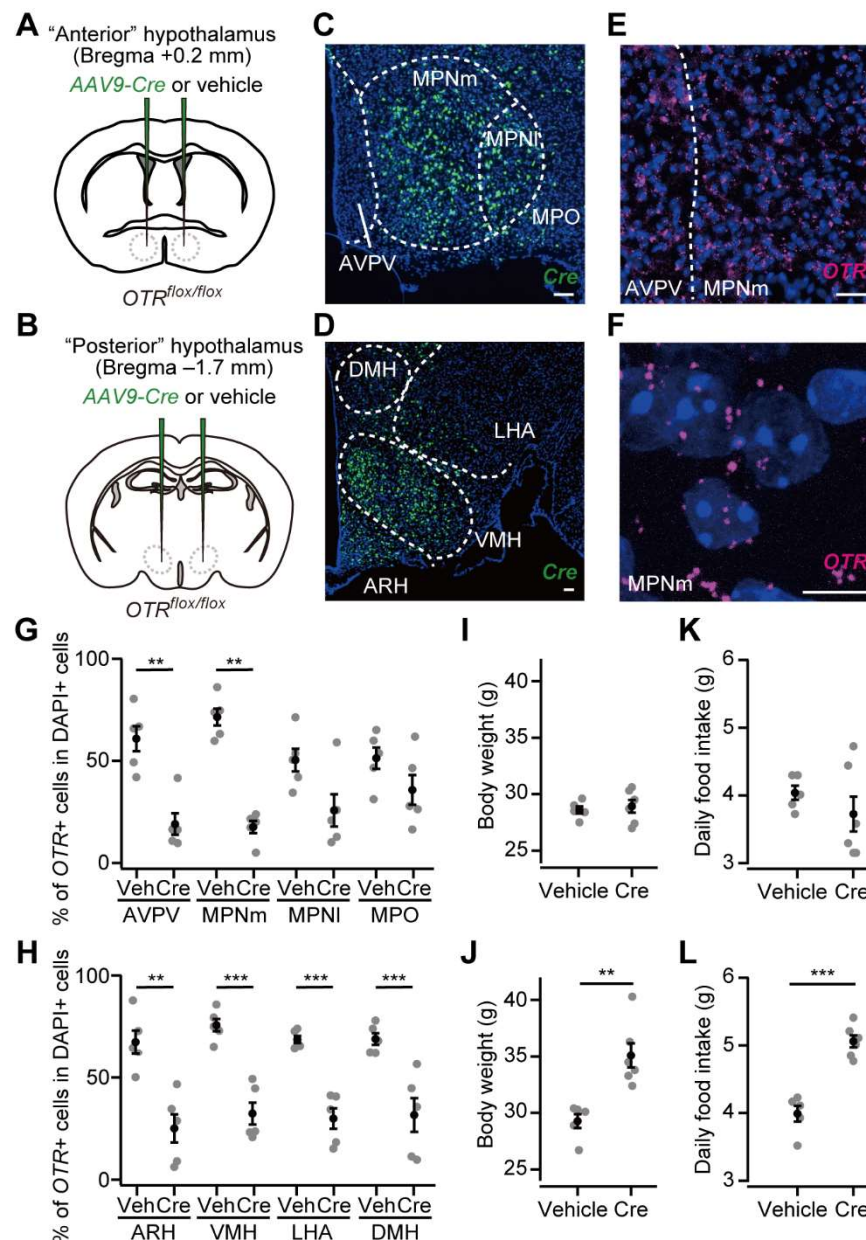 A
"Anterior" hypothalamus
(Bregma +0.2 mm)
AAV9-Cre or vehicle
OTRflox/flox
B
"Posterior" hypothalamus
(Bregma –1.7 mm)
AAV9-Cre or vehicle
OTRflox/flox
C
MPNm
MPNl
MPO
AVPV
Cre
D
DMH
LHA
VMH
ARH
Cre
E
AVPV
MPNm
OTR
F
MPNm
OTR
G
% of OTR+ cells in DAPI+ cells
100
50
0
**
**
Veh Cre Veh Cre Veh Cre Veh Cre
AVPV MPNm MPNl MPO
H
% of OTR+ cells in DAPI+ cells
100
50
0
**
***
***
***
Veh Cre Veh Cre Veh Cre Veh Cre
ARH VMH LHA DMH
I
Body weight (g)
40
35
30
25
Vehicle Cre
J
Body weight (g)
40
35
30
25
**
Vehicle Cre
K
Daily food intake (g)
6
5
4
3
Vehicle Cre
L
Daily food intake (g)
6
5
4
3
***
Vehicle Cre